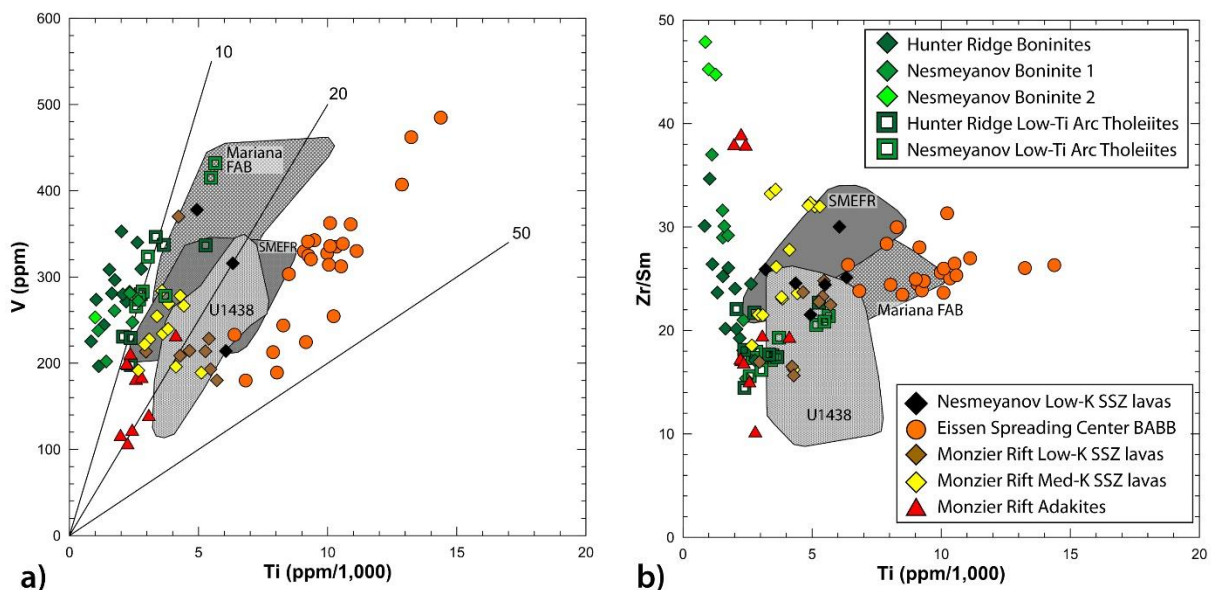 600
500
400
300
200
100
0
V (ppm)
10
20
50
Mariana
FAB
SMEFR
U1438
0
5
10
15
20
Ti (ppm/1,000)
a)
50
40
30
20
10
0
Zr/Sm
Hunter Ridge Boninites
Nesmeyanov Boninite 1
Nesmeyanov Boninite 2
Hunter Ridge Low-Ti Arc Tholeiites
Nesmeyanov Low-Ti Arc Tholeiites
SMEFR
Mariana FAB
U1438
Nesmeyanov Low-K SSZ lavas
Eissen Spreading Center BABB
Monzier Rift Low-K SSZ lavas
Monzier Rift Med-K SSZ lavas
Monzier Rift Adakites
0
5
10
15
20
Ti (ppm/1,000)
b)